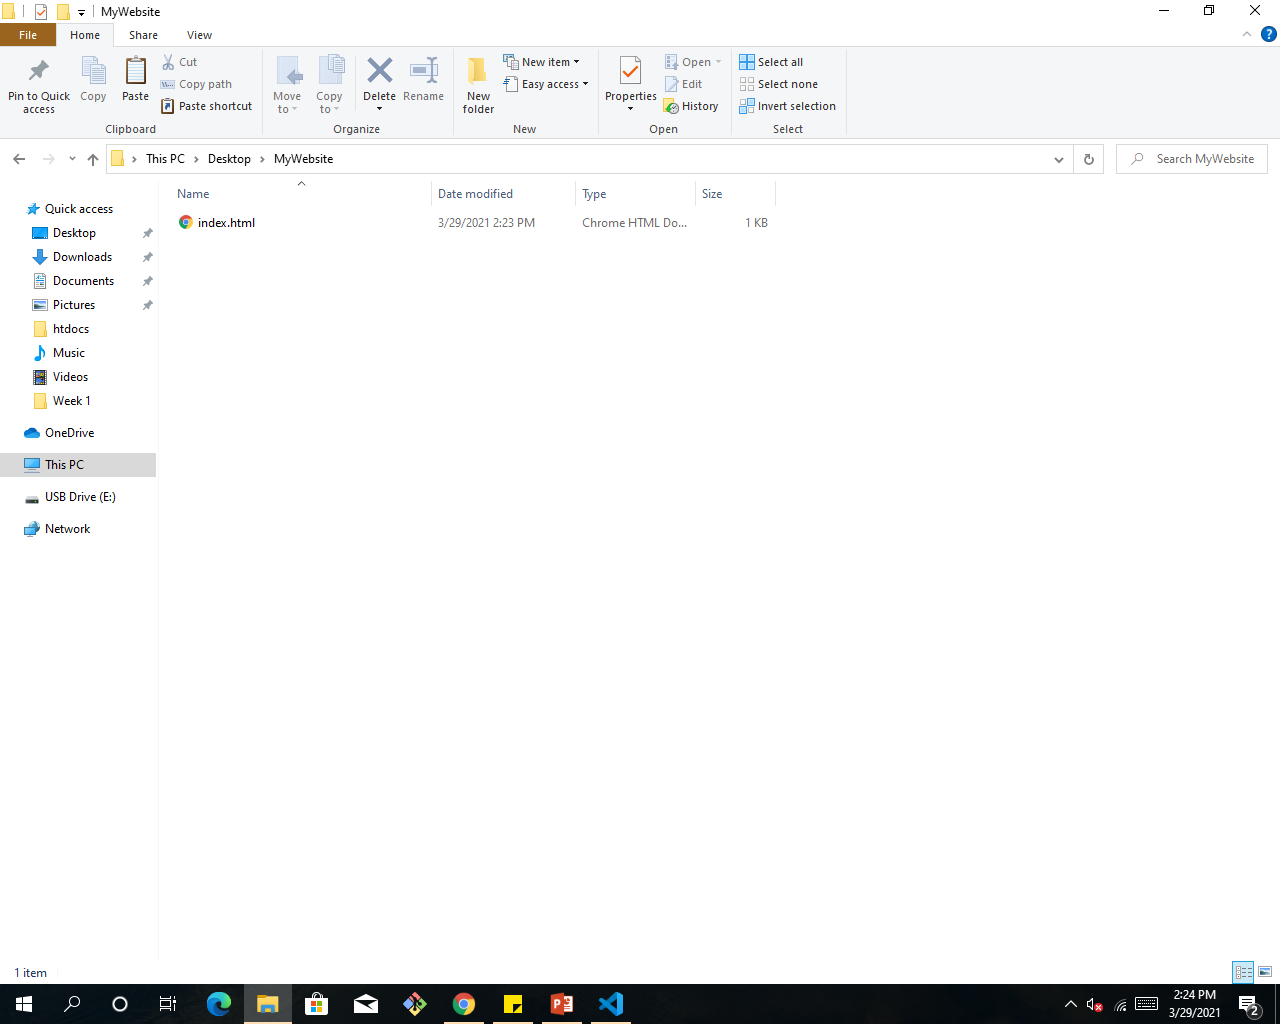 MyWebsite
File Home Share View
Pin to Quick access
Copy
Paste
Cut
Copy path
Paste shortcut
Clipboard
Move to
Copy to
Delete
Rename
Organize
New folder
New item
Easy access
New
Properties
Open
Edit
History
Open
Select all
Select none
Invert selection
Select
This PC > Desktop > MyWebsite
Search MyWebsite
Name Date modified Type Size
index.html 3/29/2021 2:23 PM Chrome HTML Do... 1 KB
Quick access
Desktop
Downloads
Documents
Pictures
htdocs
Music
Videos
Week 1
OneDrive
This PC
USB Drive (E:)
Network
1 item
2:24 PM
3/29/2021
2